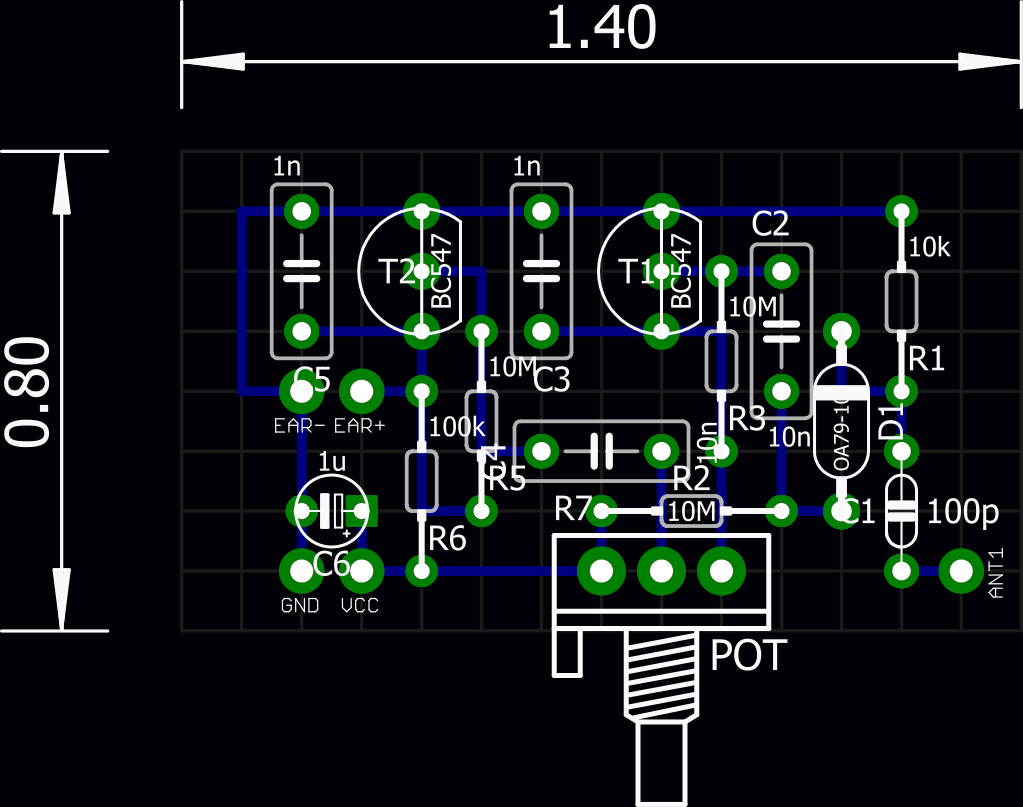 1.40
0.80
1n
1n
C2
T2
BC547
T1
BC547
10k
10M
R1
10M
C3
C5
EAR-
EAR+
100k
C4
R5
10n
R3
10n
OA79-10
D1
1u
R2
R7
10M
C1
100p
R6
C6
GND
VCC
ANT1
POT